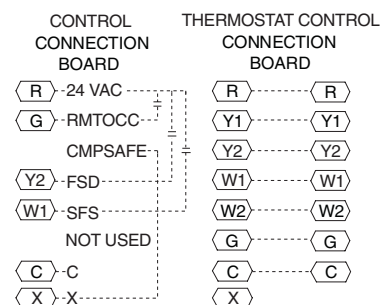 CONTROL
CONNECTION
BOARD
R 24 VAC
G RMTOCC
CMPSAFE
Y2 FSD
W1 SFS
NOT USED
C C
X X
THERMOSTAT CONTROL
CONNECTION
BOARD
R R
Y1 Y1
Y2 Y2
W1 W1
W2 W2
G G
C C
X